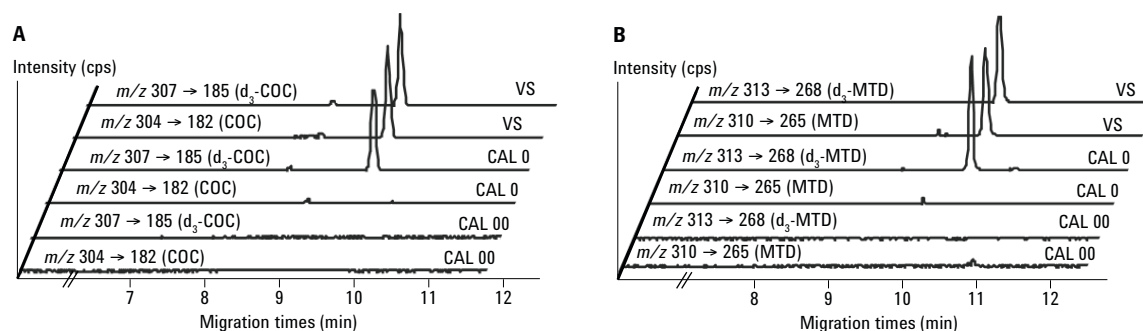 A
Intensity (cps)
m/z 307 → 185 (d₃-COC) VS
m/z 304 → 182 (COC) VS
m/z 307 → 185 (d₃-COC) CAL 0
m/z 304 → 182 (COC) CAL 0
m/z 307 → 185 (d₃-COC) CAL 00
m/z 304 → 182 (COC) CAL 00
7 8 9 10 11 12
Migration times (min)
B
Intensity (cps)
m/z 313 → 268 (d₃-MTD) VS
m/z 310 → 265 (MTD) VS
m/z 313 → 268 (d₃-MTD) CAL 0
m/z 310 → 265 (MTD) CAL 0
m/z 313 → 268 (d₃-MTD) CAL 00
m/z 310 → 265 (MTD) CAL 00
8 9 10 11 12
Migration times (min)